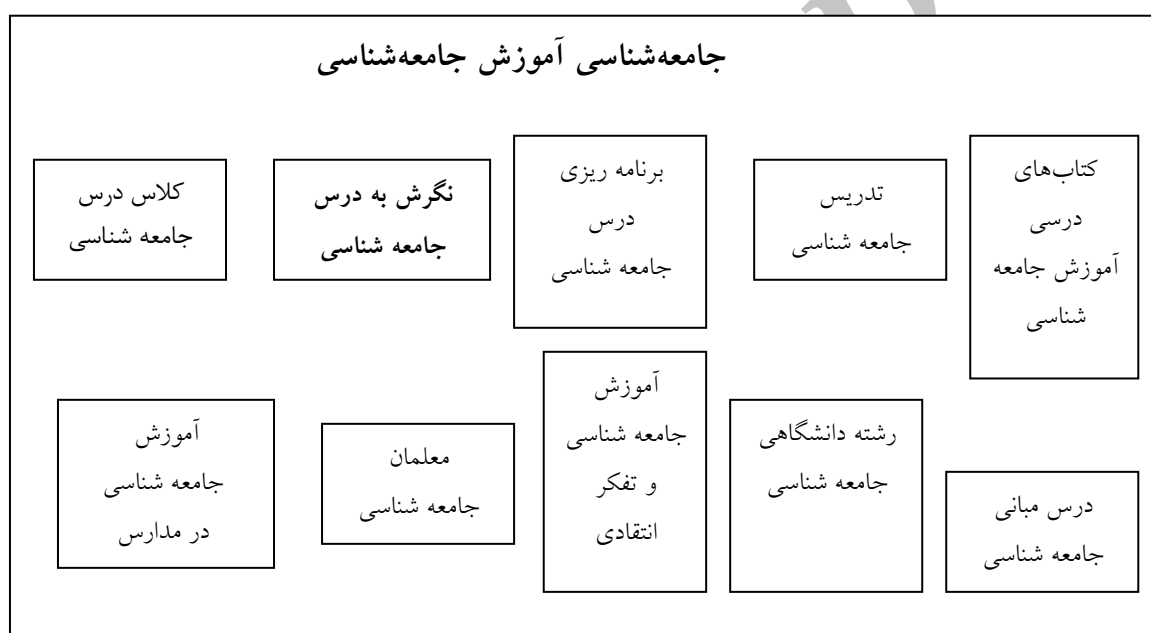 جامعه‌شناسی آموزش جامعه‌شناسی
کتاب‌های
درسی
آموزش جامعه
شناسی
تدریس
جامعه شناسی
برنامه ریزی
درس
جامعه شناسی
نگرش به درس
جامعه شناسی
کلاس درس
جامعه شناسی
درس مبانی
جامعه شناسی
رشته دانشگاهی
جامعه شناسی
آموزش
جامعه شناسی
و تفکر
انتقادی
معلمان
جامعه شناسی
آموزش
جامعه شناسی
در مدارس